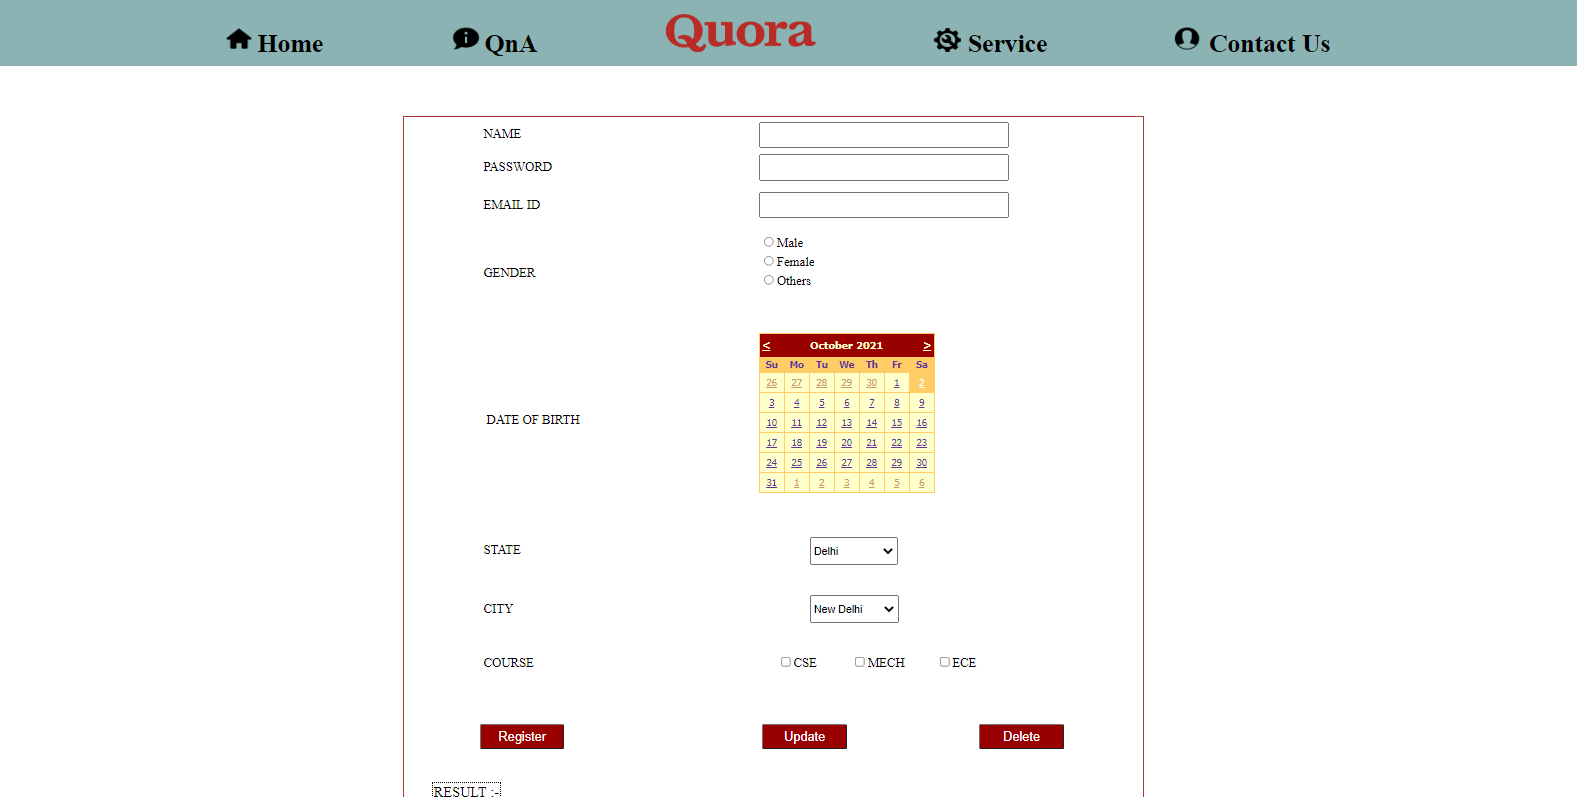 Home QnA Quora Service Contact Us
NAME
PASSWORD
EMAIL ID
Male
Female
GENDER
Others
< October 2021 >
Su Mo Tu We Th Fr Sa
26 27 28 29 30 1 2
3 4 5 6 7 8 9
DATE OF BIRTH
10 11 12 13 14 15 16
17 18 19 20 21 22 23
24 25 26 27 28 29 30
31 1 2 3 4 5 6
STATE Delhi
CITY New Delhi
COURSE CSE MECH ECE
Register Update Delete
RESULT :-